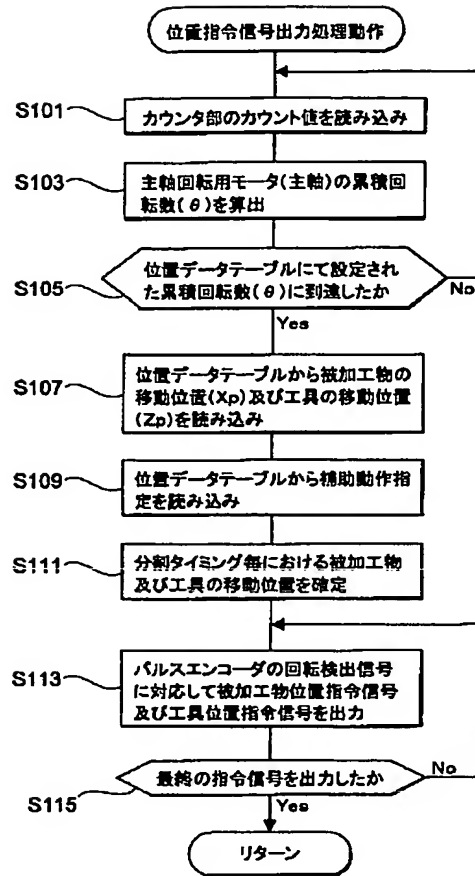 位置指令信号出力処理動作
S101
カウンタ部のカウント値を読み込み
S103
主軸回転用モータ(主軸)の累積回
転数(θ)を算出
S105
位置データテーブルにて設定され
た累積回転数(θ)に到達したか
No
Yes
S107
位置データテーブルから被加工物の
移動位置(Xp)及び工具の移動位置
(Zp)を読み込み
S109
位置データテーブルから補助動作指
定を読み込み
S111
分割タイミング毎における被加工物
及び工具の移動位置を確定
S113
パルスエンコーダの回転検出信号
に対応して被加工物位置指令信号
及び工具位置指令信号を出力
S115
最終の指令信号を出力したか
No
Yes
リターン